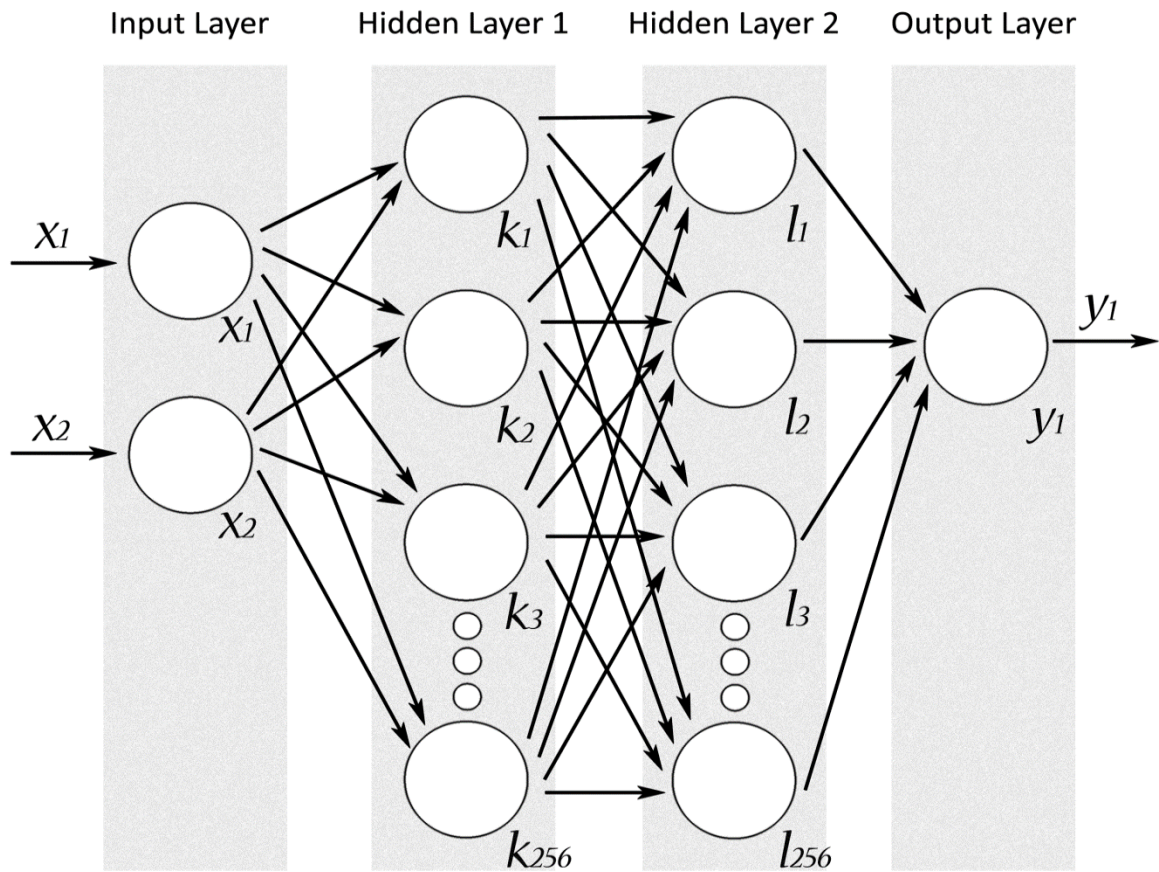 Input Layer
Hidden Layer 1
Hidden Layer 2
Output Layer
x1
x2
x1
x2
k1
k2
k3
k256
l1
l2
l3
l256
y1
y1